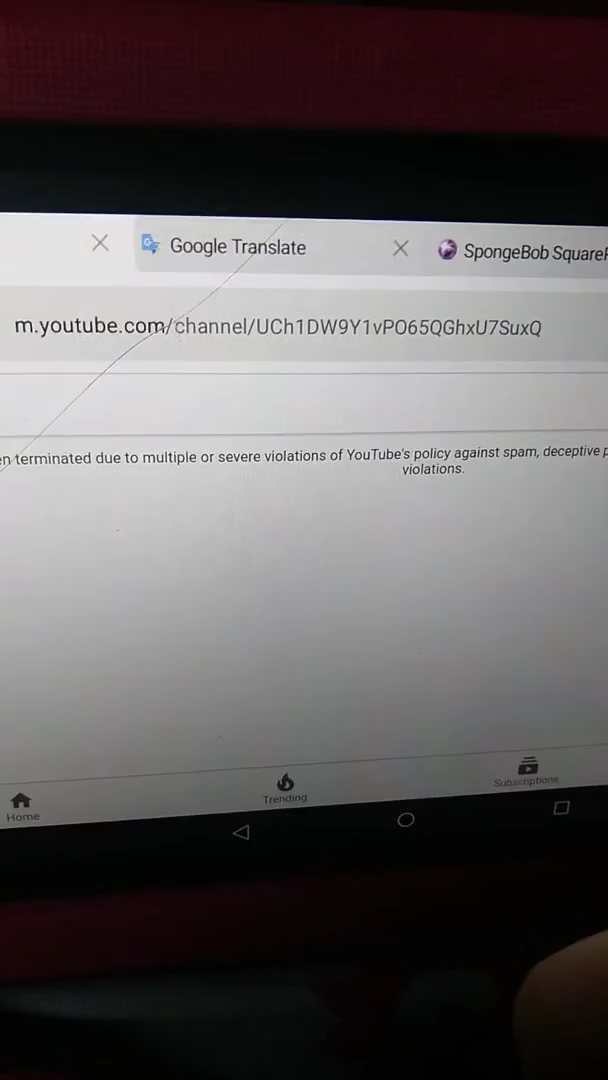 Google Translate
SpongeBob Square
m.youtube.com/channel/UCh1DW9Y1vPO65QGhxU7SuxQ
terminated due to multiple or severe violations of YouTube's policy against spam, deceptive
violations.
Home
Trending
Subscriptions